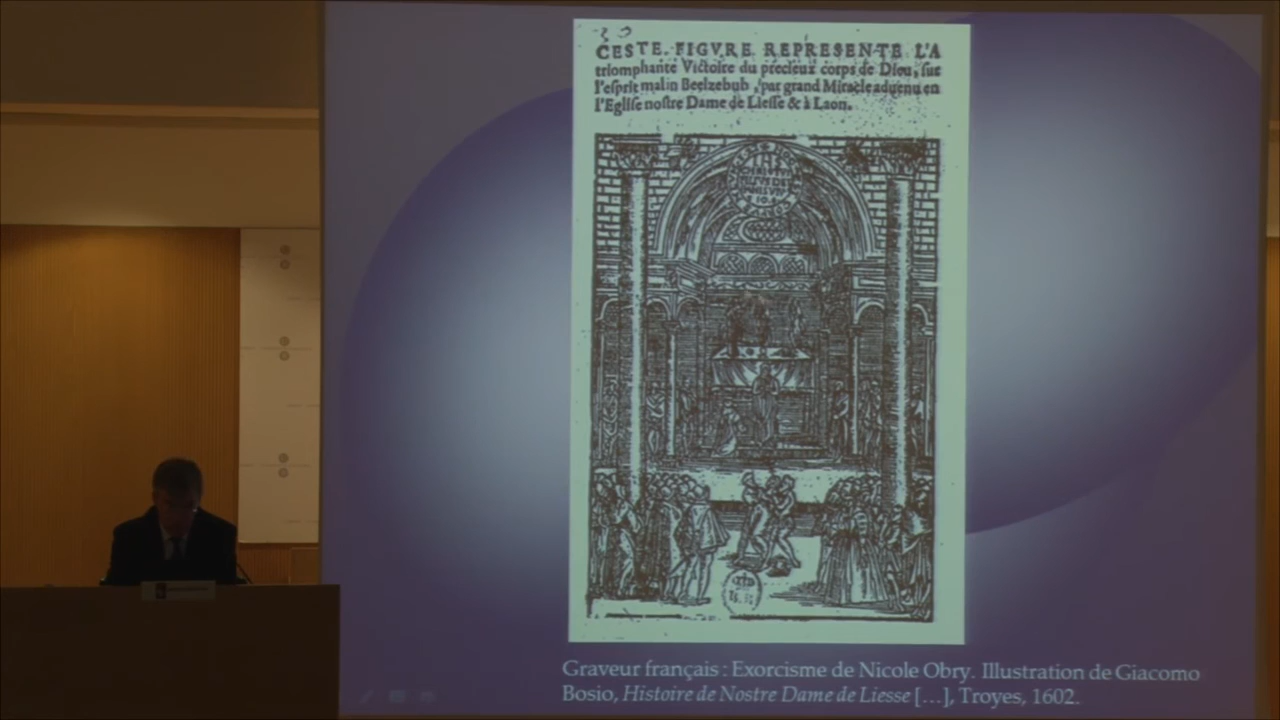 CESTE. FIGVRE REPRESENTE L'A
triomphante Victoire du precieux corps de Dieu, sur
l'esprit malin Beelzebub, par grand Miracle aduenu en
l'Eglise nostre Dame de Liesse & à Laon.
Graveur français : Exorcisme de Nicole Obry. Illustration de Giacomo
Bosio, Histoire de Nostre Dame de Liesse [...], Troyes, 1602.